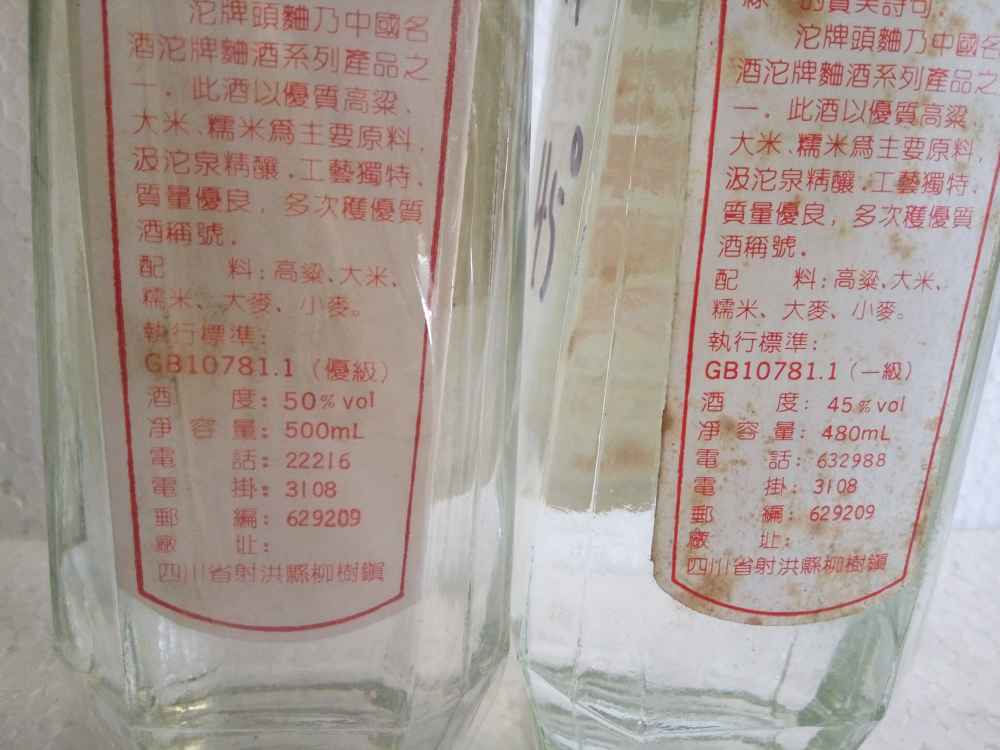 沱牌頭麯乃中國名
酒沱牌麯酒系列產品之
一．此酒以優質高粱、
大米、糯米爲主要原料，
汲沱泉精釀．工藝獨特．
質量優良，多次穫優質
酒稱號．
配 料：高粱、大米、
糯米、大麥、小麥。
執行標準：
GB10781.1（優級）
酒 度：50%vol
净容量：500mL
電 話：22216
電 掛：3108
郵 編：629209
廠 址：
四川省射洪縣柳樹鎮
45.0
沱牌頭麯乃中國名
酒沱牌麯酒系列產品之
一．此酒以優質高粱
大米、糯米爲主要原料，
汲沱泉精釀．工藝獨特．
質量優良，多次穫優質
酒稱號．
配 料：高粱、大米、
糯米、大麥、小麥。
執行標準：
GB10781.1（一級）
酒 度：45%vol
净容量：480mL
電 話：632988
電 掛：3108
郵 編：629209
廠 址：
四川省射洪縣柳樹鎮